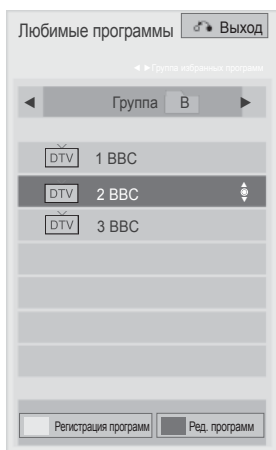 Любимые программы Выход
◄ ►Группа избранных программ
◄ Группа B ►
DTV 1 BBC
DTV 2 BBC
DTV 3 BBC
Регистрация программ Ред. программ